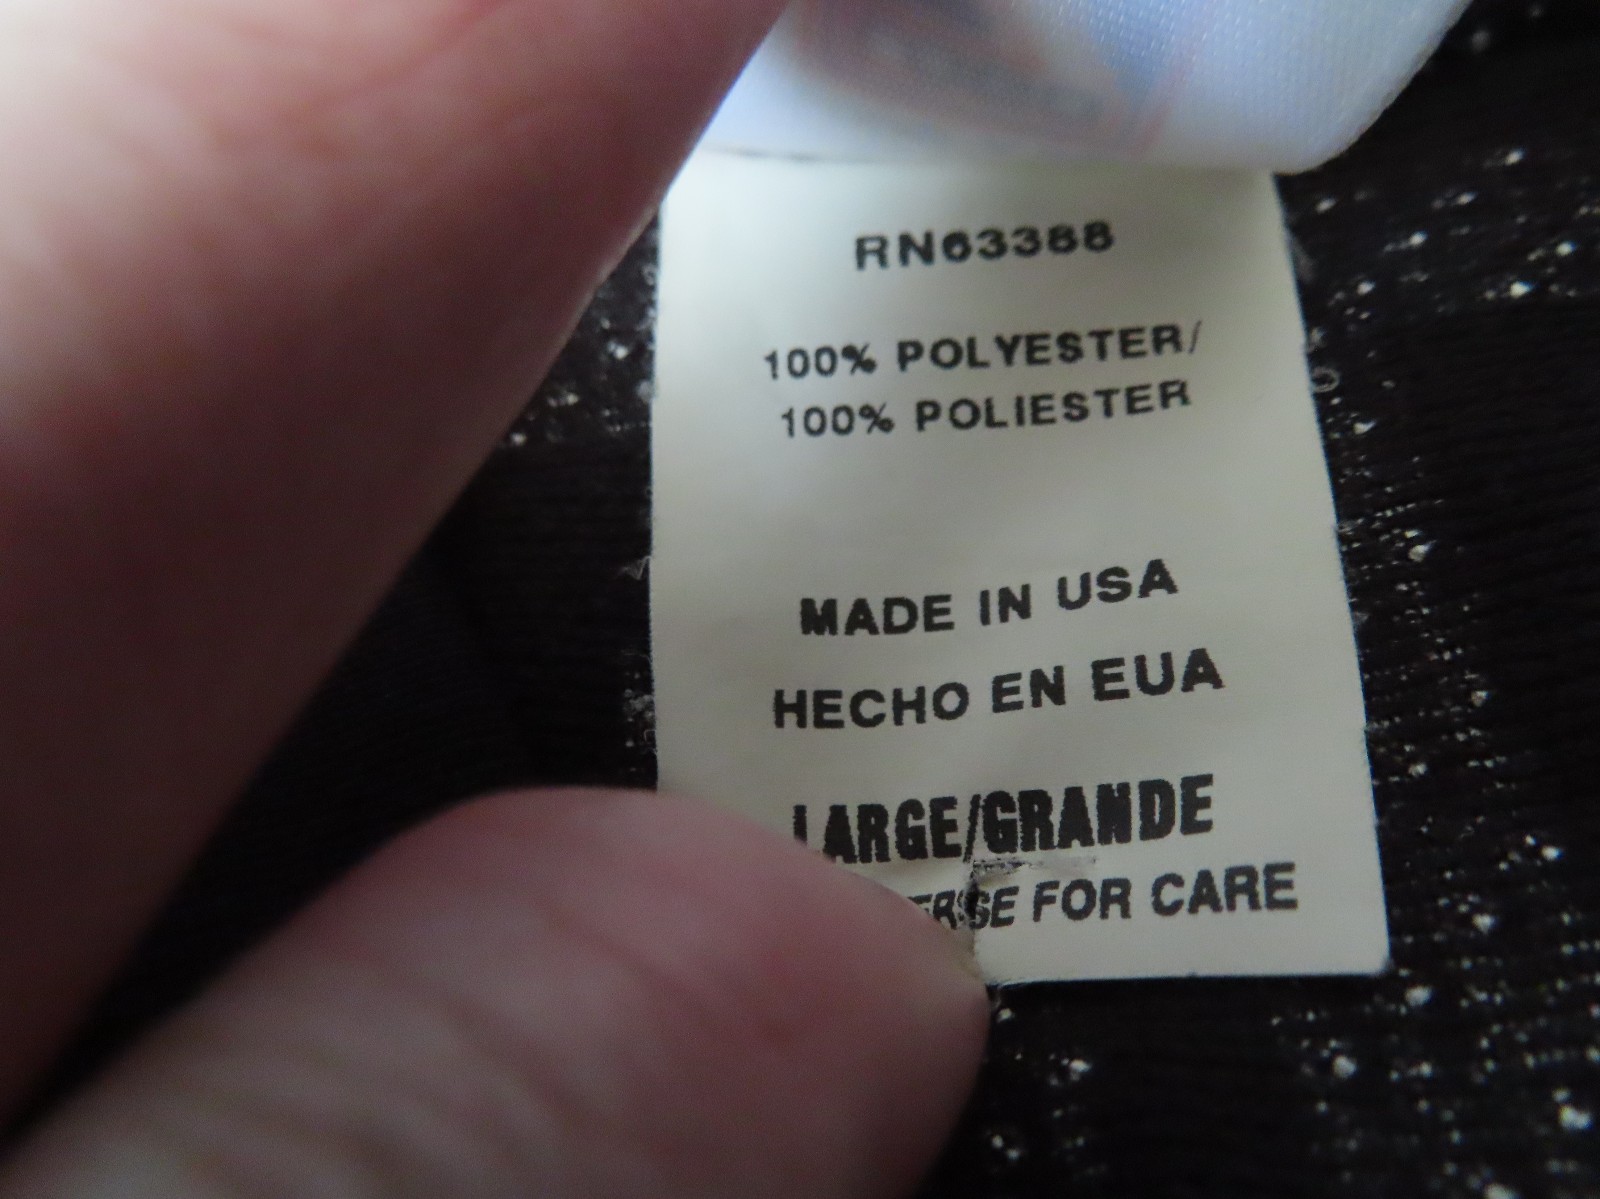 RN63388
100% POLYESTER/
100% POLIESTER
MADE IN USA
HECHO EN EUA
LARGE/GRANDE
FOR CARE